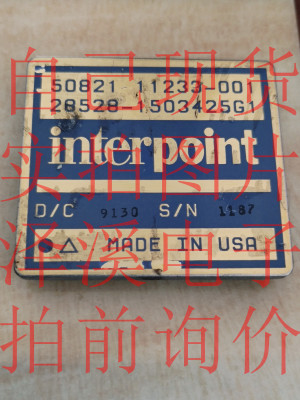 自己现货
50821 11233-001
28528-1503425G1
实拍图片
interpoint
D/C 9130 S/N 1187
泽溪电子
MADE IN USA
拍前询价